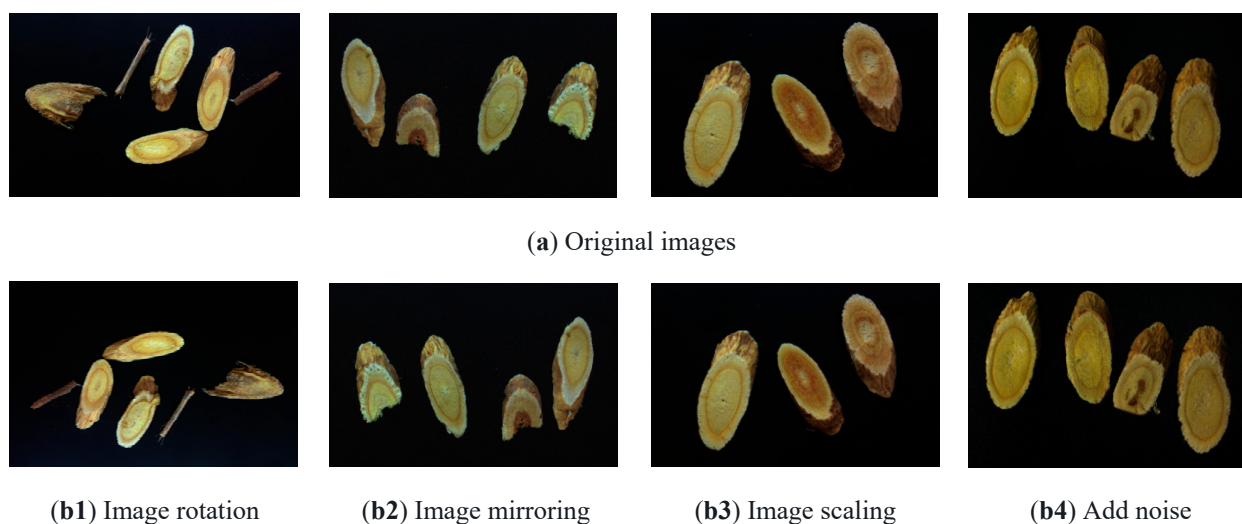 (a) Original images
(b1) Image rotation
(b2) Image mirroring
(b3) Image scaling
(b4) Add noise